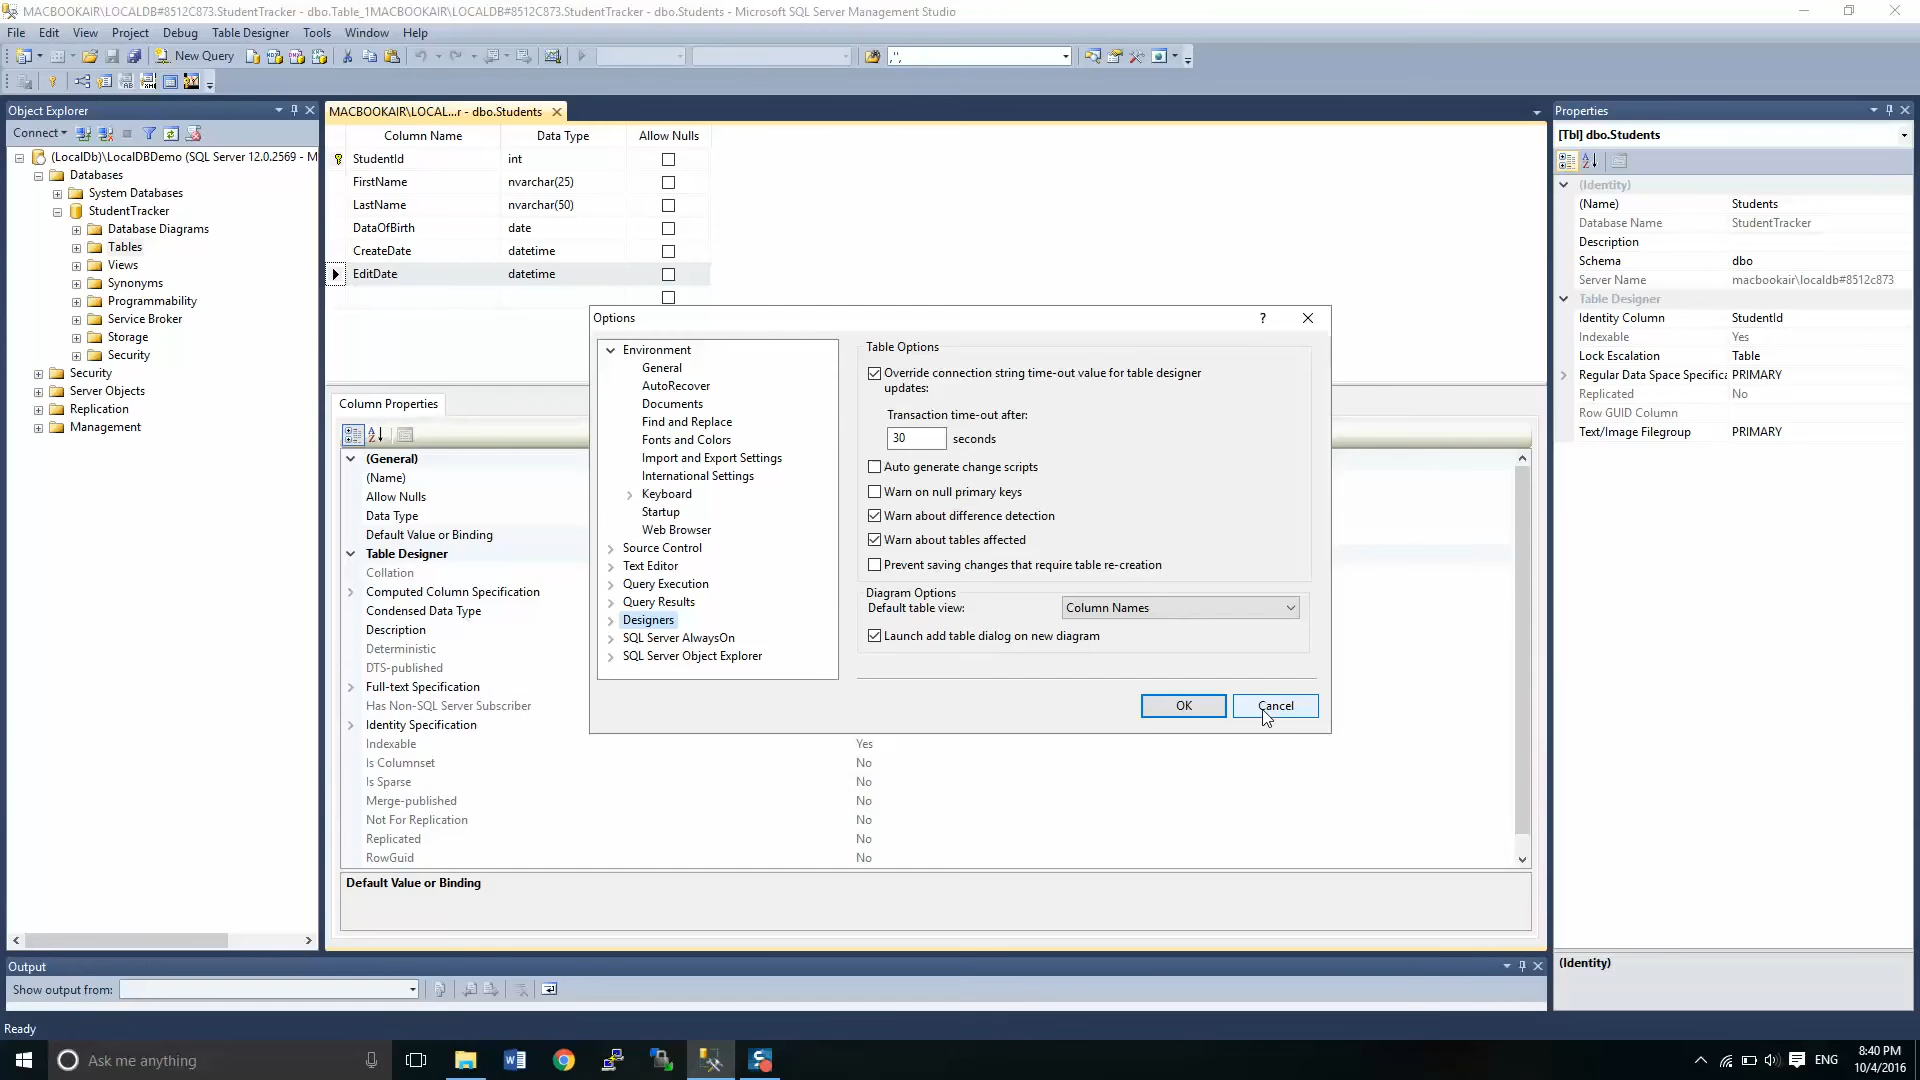 MACBOOKAIR\LOCALDB#8512C873.StudentTracker - dbo.Table_1MACBOOKAIR\LOCALDB#8512C873.StudentTracker - dbo.Students - Microsoft SQL Server Management Studio
File Edit View Project Debug Table Designer Tools Window Help
New Query
Object Explorer
Connect
(LocalDb)\LocalDBDemo (SQL Server 12.0.2569 - M
Databases
System Databases
StudentTracker
Database Diagrams
Tables
Views
Synonyms
Programmability
Service Broker
Storage
Security
Security
Server Objects
Replication
Management
MACBOOKAIR\LOCAL...r - dbo.Students
Column Name Data Type Allow Nulls
StudentId int
FirstName nvarchar(25)
LastName nvarchar(50)
DataOfBirth date
CreateDate datetime
EditDate datetime
Column Properties
(General)
(Name)
Allow Nulls
Data Type
Default Value or Binding
Table Designer
Collation
Computed Column Specification
Condensed Data Type
Description
Deterministic
DTS-published
Full-text Specification
Has Non-SQL Server Subscriber
Identity Specification
Indexable Yes
Is Columnset No
Is Sparse No
Merge-published No
Not For Replication No
Replicated No
RowGuid No
Default Value or Binding
Options
?
Environment
General
AutoRecover
Documents
Find and Replace
Fonts and Colors
Import and Export Settings
International Settings
Keyboard
Startup
Web Browser
Source Control
Text Editor
Query Execution
Query Results
Designers
SQL Server AlwaysOn
SQL Server Object Explorer
Table Options
Override connection string time-out value for table designer
updates:
Transaction time-out after:
30 seconds
Auto generate change scripts
Warn on null primary keys
Warn about difference detection
Warn about tables affected
Prevent saving changes that require table re-creation
Diagram Options
Default table view: Column Names
Launch add table dialog on new diagram
OK Cancel
Properties
[Tbl] dbo.Students
(Identity)
(Name) Students
Database Name StudentTracker
Description
Schema dbo
Server Name macbookair\localdb#8512c873
Table Designer
Identity Column StudentId
Indexable Yes
Lock Escalation Table
Regular Data Space Specifica PRIMARY
Replicated No
Row GUID Column
Text/Image Filegroup PRIMARY
(Identity)
Output
Show output from:
Ready
Ask me anything
ENG
8:40 PM
10/4/2016